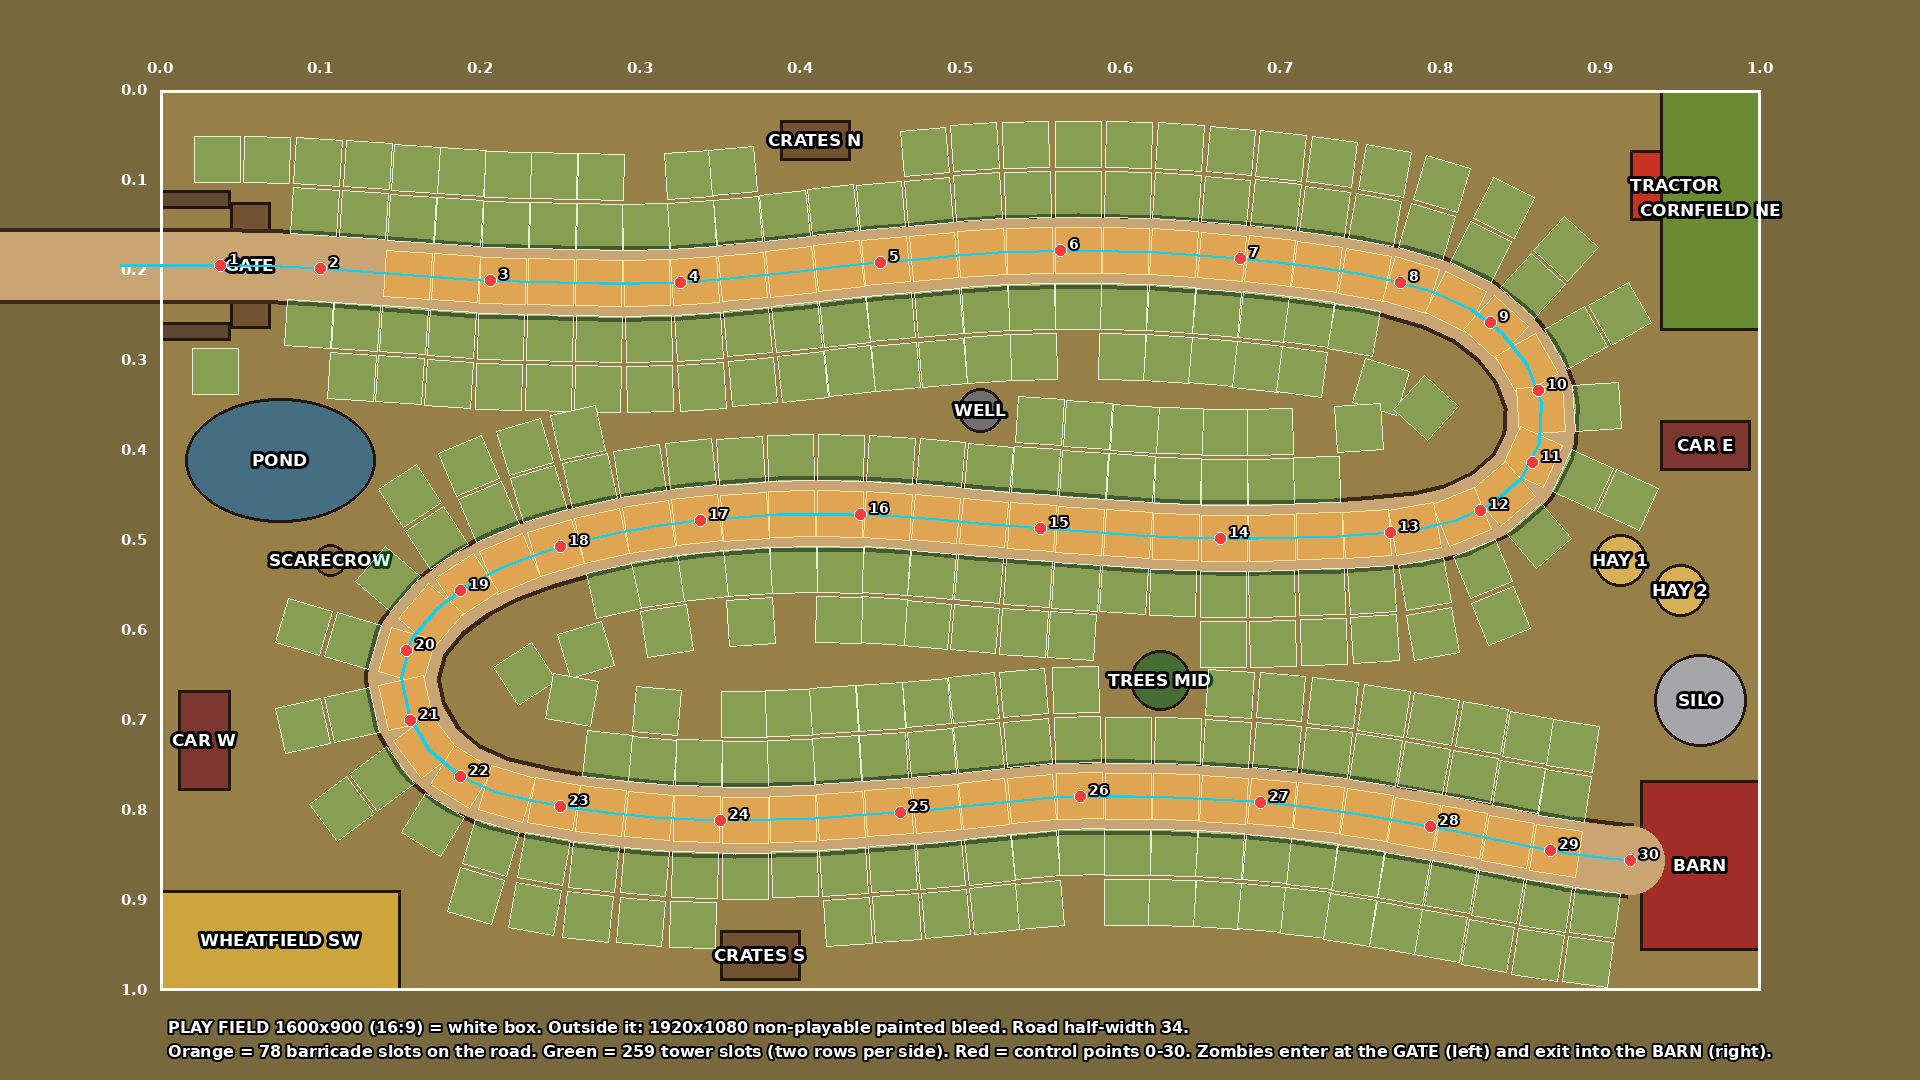 0.0 0.1 0.2 0.3 0.4 0.5 0.6 0.7 0.8 0.9 1.0
0.0
CRATES N
0.1
TRACTOR
CORNFIELD NE
0.2
1
GATE
2
3
4
5
6
7
8
9
0.3
10
WELL
0.4
POND
CAR E
11
12
13
14
15
16
17
18
0.5
SCARECROW
HAY 1
HAY 2
19
0.6
20
TREES MID
SILO
0.7
21
CAR W
22
23
24
25
26
27
28
0.8
29
30
BARN
0.9
WHEATFIELD SW
CRATES S
1.0
PLAY FIELD 1600x900 (16:9) = white box. Outside it: 1920x1080 non-playable painted bleed. Road half-width 34.
Orange = 78 barricade slots on the road. Green = 259 tower slots (two rows per side). Red = control points 0-30. Zombies enter at the GATE (left) and exit into the BARN (right).